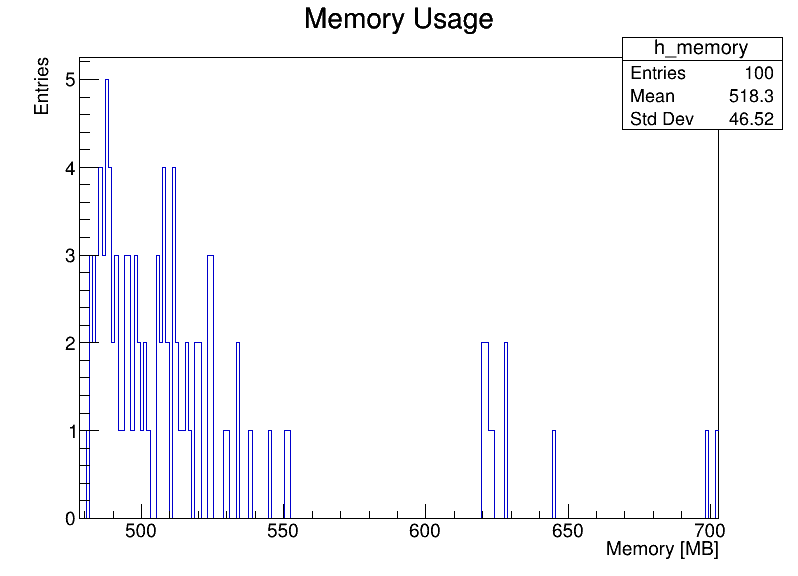 Memory Usage
h_memory
Entries 100
Mean 518.3
Std Dev 46.52
Entries
5
4
3
2
1
0
500 550 600 650 700
Memory [MB]